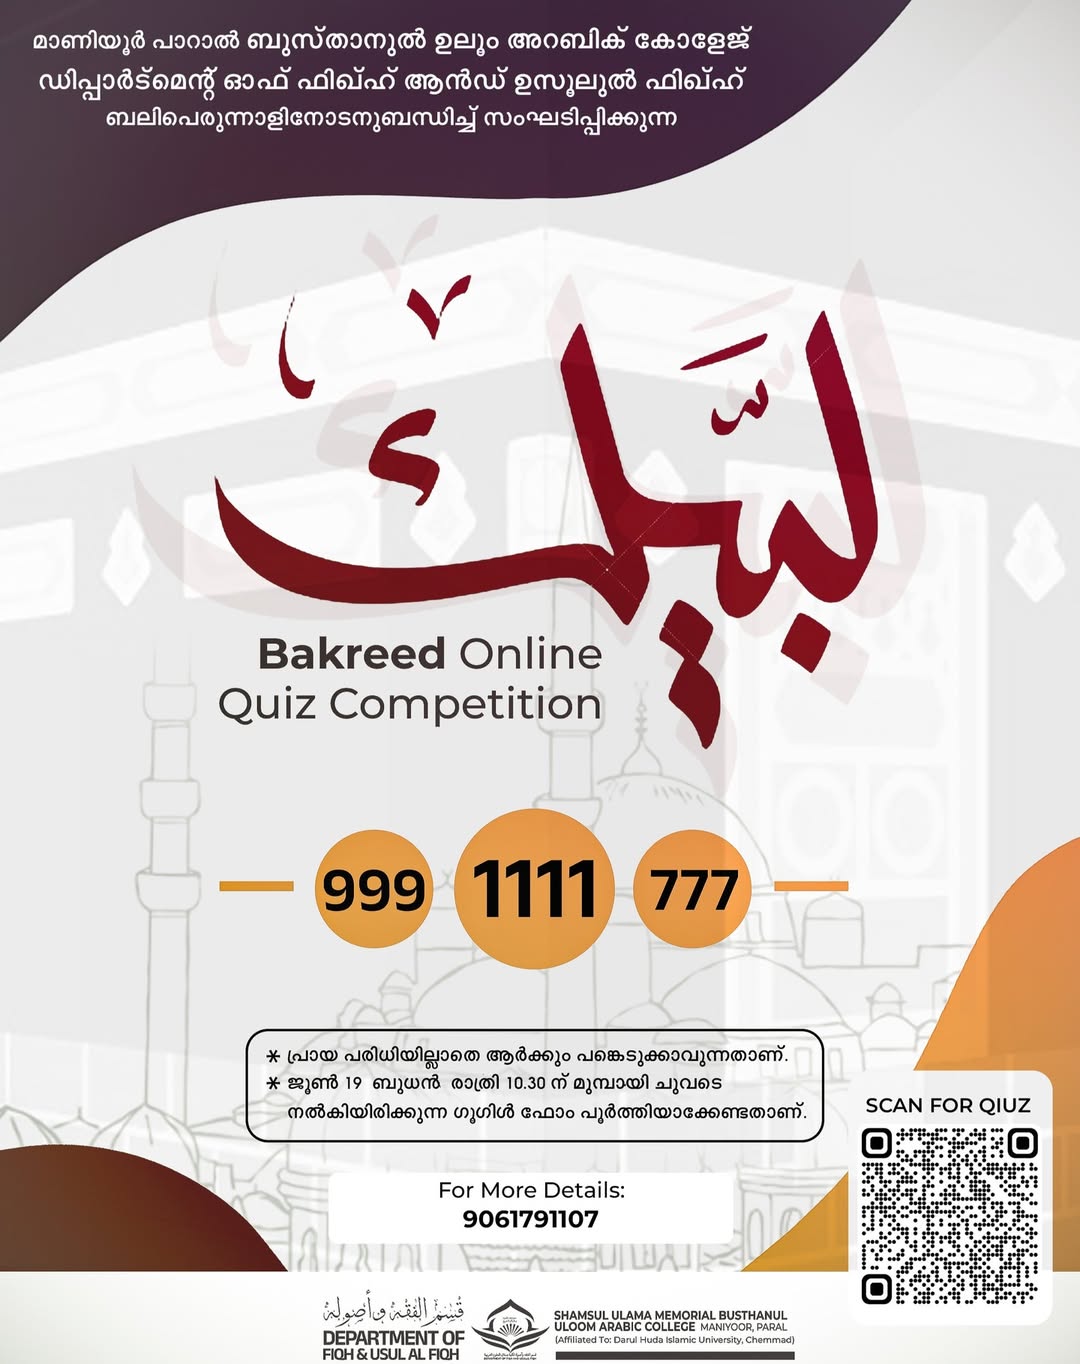 മാണിയൂർ പാറാൽ ബുസ്താനുൽ ഉലൂം അറബിക് കോളേജ്
ഡിപ്പാർട്മെന്റ് ഓഫ് ഫിഖ്ഹ് ആൻഡ് ഉസൂലുൽ ഫിഖ്ഹ്
ബലിപെരുന്നാളിനോടനുബന്ധിച്ച് സംഘടിപ്പിക്കുന്ന
لبَّيك
Bakreed Online
Quiz Competition
999 1111 777
* പ്രായ പരിധിയില്ലാതെ ആർക്കും പങ്കെടുക്കാവുന്നതാണ്.
* ജൂൺ 19 ബുധൻ രാത്രി 10.30 ന് മുമ്പായി ചുവടെ
നൽകിയിരിക്കുന്ന ഗൂഗിൾ ഫോം പൂർത്തിയാക്കേണ്ടതാണ്.
SCAN FOR QIUZ
For More Details:
9061791107
قسم الفقه وأصوله
DEPARTMENT OF
FIQH & USUL AL FIQH
SHAMSUL ULAMA MEMORIAL BUSTHANUL
ULOOM ARABIC COLLEGE MANIYOOR, PARAL
(Affiliated To: Darul Huda Islamic University, Chemmad)